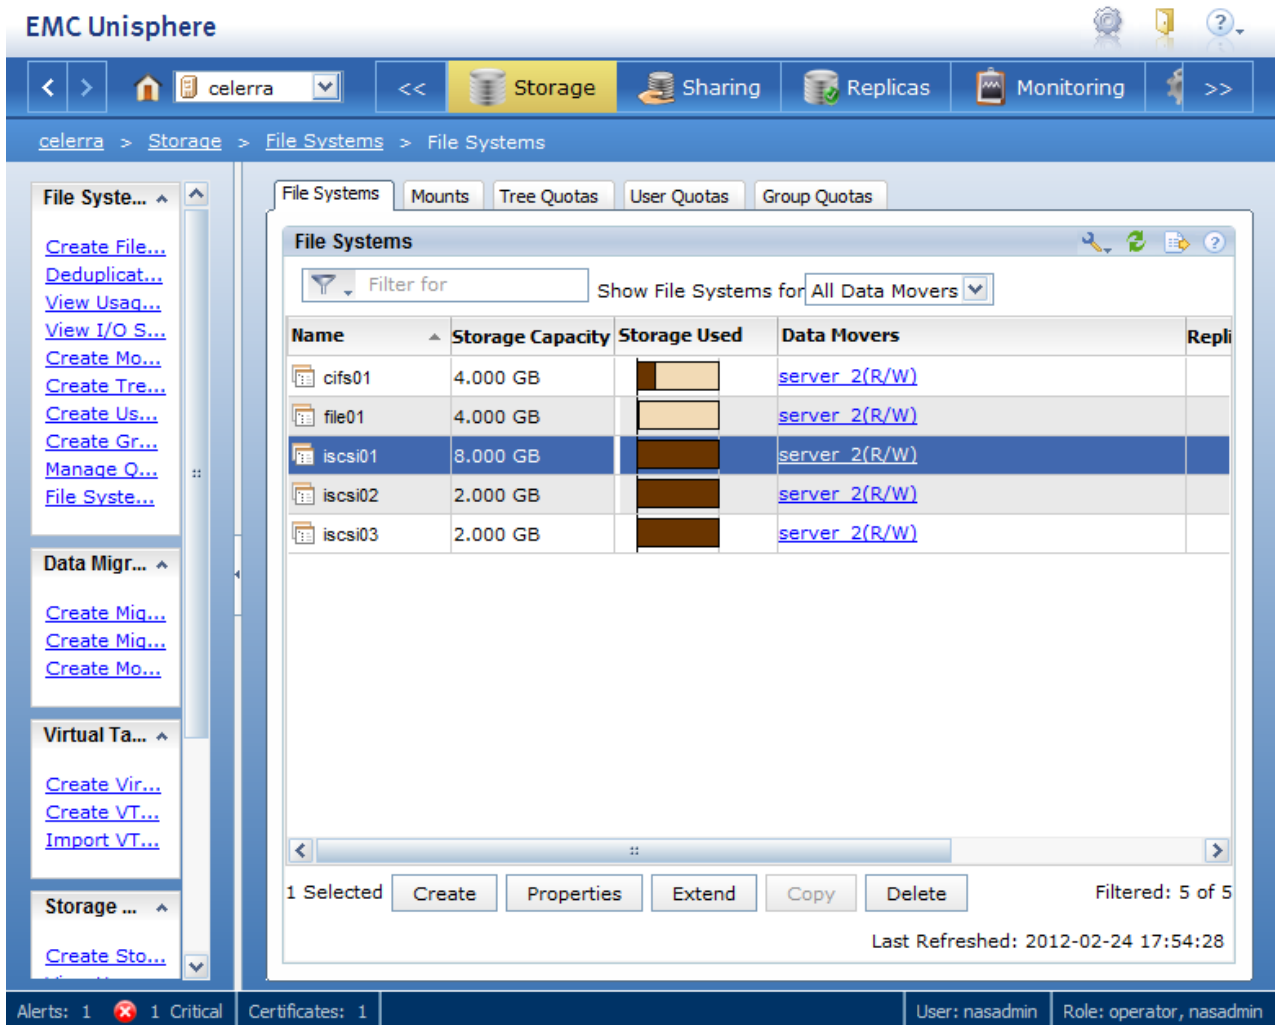 EMC Unisphere
celerra << Storage Sharing Replicas Monitoring >>
celerra > Storage > File Systems > File Systems
File Syste...
Create File...
Deduplicat...
View Usag...
View I/O S...
Create Mo...
Create Tre...
Create Us...
Create Gr...
Manage Q...
File Syste...
Data Migr...
Create Mig...
Create Mig...
Create Mo...
Virtual Ta...
Create Vir...
Create VT...
Import VT...
Storage ...
Create Sto...
File Systems Mounts Tree Quotas User Quotas Group Quotas
File Systems
Filter for Show File Systems for All Data Movers
Name Storage Capacity Storage Used Data Movers Repli
cifs01 4.000 GB server_2(R/W)
file01 4.000 GB server_2(R/W)
iscsi01 8.000 GB server_2(R/W)
iscsi02 2.000 GB server_2(R/W)
iscsi03 2.000 GB server_2(R/W)
1 Selected Create Properties Extend Copy Delete Filtered: 5 of 5
Last Refreshed: 2012-02-24 17:54:28
Alerts: 1 1 Critical Certificates: 1 User: nasadmin Role: operator, nasadmin